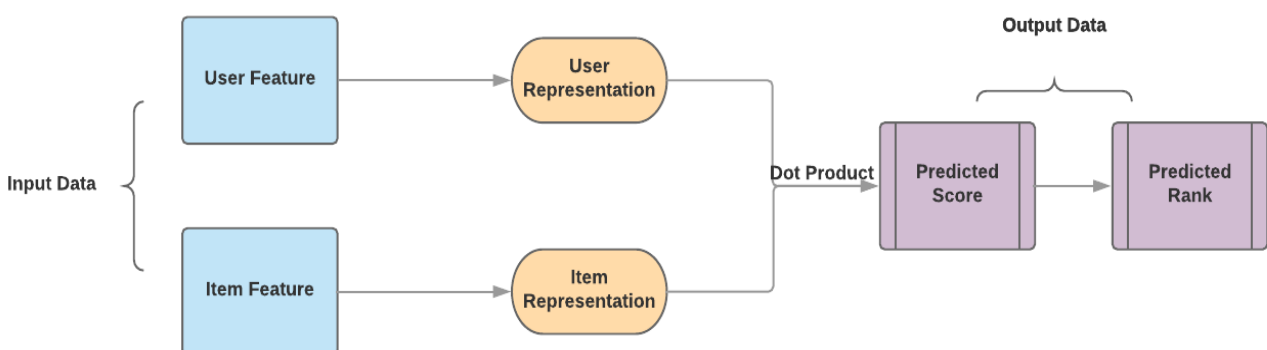 Output Data
User Feature
User
Representation
Input Data
Dot Product
Predicted
Score
Predicted
Rank
Item Feature
Item
Representation